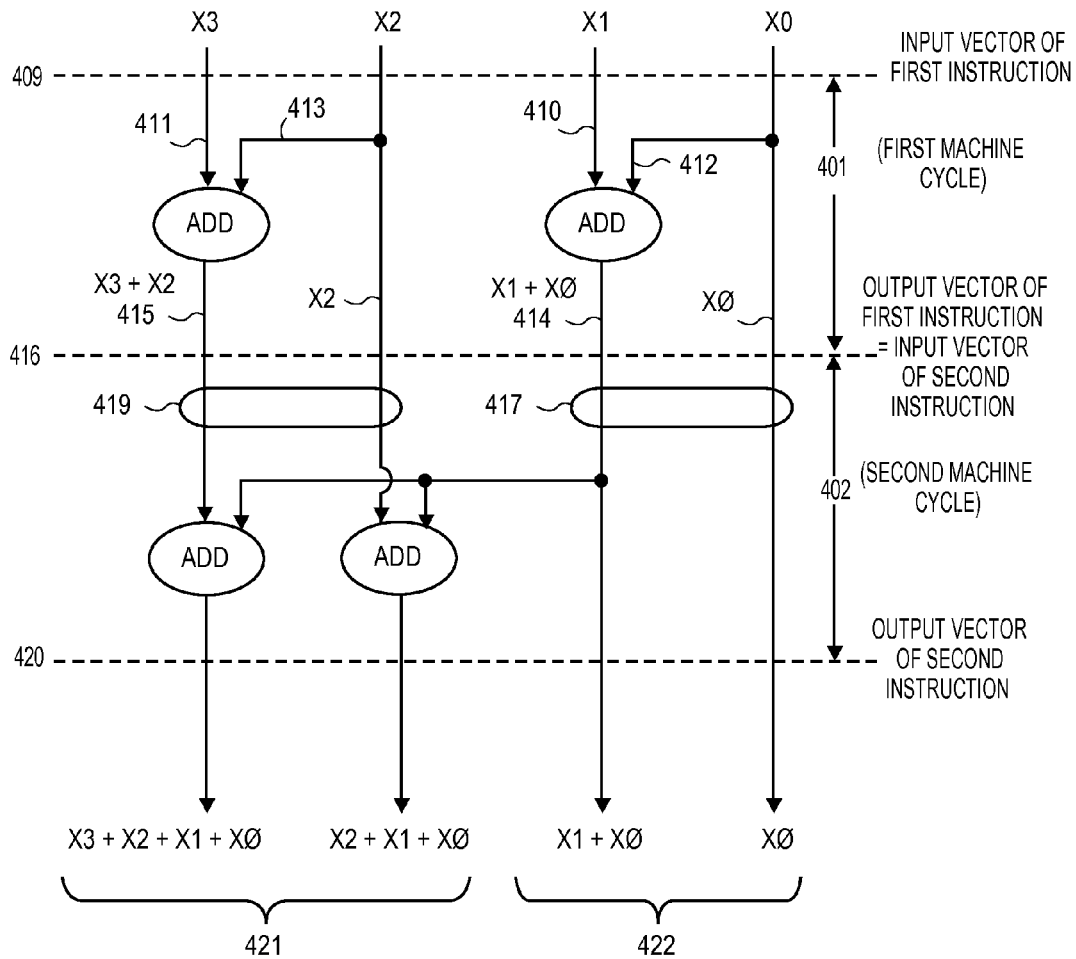 X3 X2 X1 X0
INPUT VECTOR OF
FIRST INSTRUCTION
409
413
411
410
412
401
(FIRST MACHINE
CYCLE)
ADD
ADD
X3 + X2
415
X2
X1 + XØ
414
XØ
OUTPUT VECTOR OF
FIRST INSTRUCTION
= INPUT VECTOR
OF SECOND
INSTRUCTION
416
419
417
402
(SECOND MACHINE
CYCLE)
ADD
ADD
420
OUTPUT VECTOR
OF SECOND
INSTRUCTION
X3 + X2 + X1 + XØ
X2 + X1 + XØ
X1 + XØ
XØ
421
422